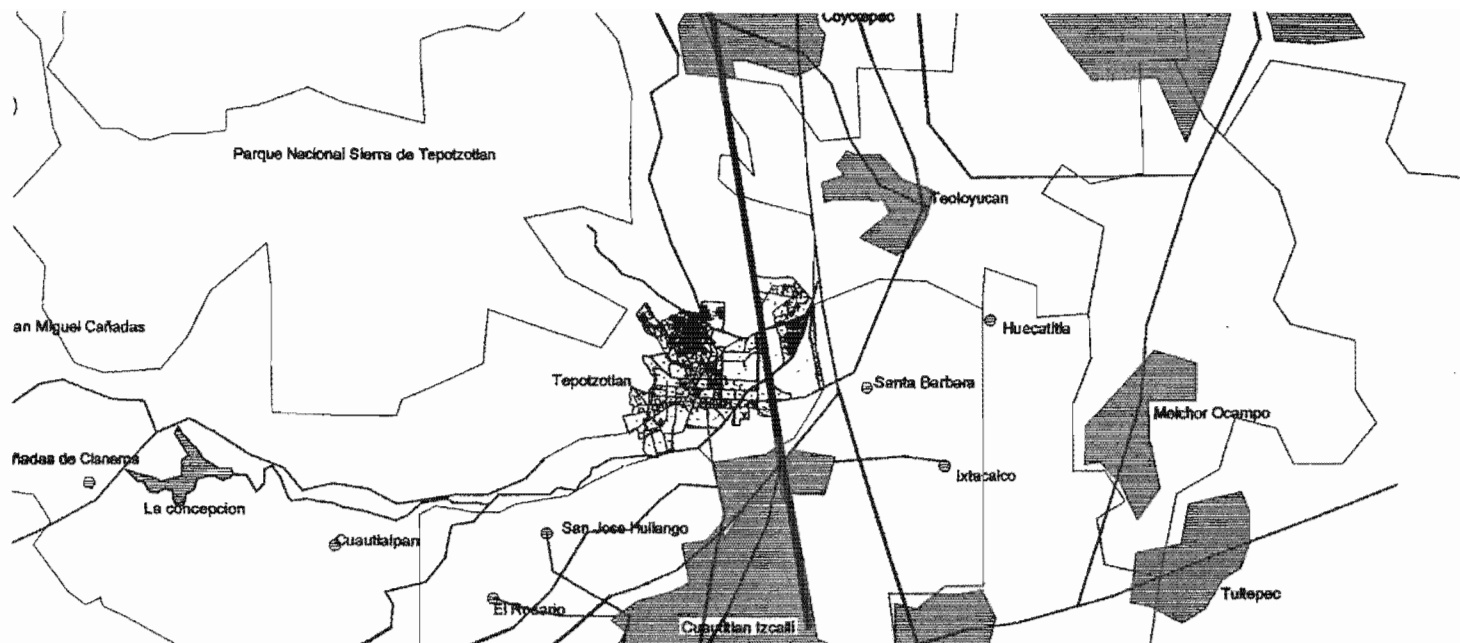 Coyotepec
Parque Nacional Sierra de Tepotzotlan
Teoloyucan
an Miguel Cañadas
Huecatitla
Tepotzotlan
Santa Barbara
Melchor Ocampo
ñadas de Cisneros
Ixtacalco
La concepcion
San Jose Huilango
Cuautlalpan
Tultepec
El Rosario
Cuautitlan Izcalli